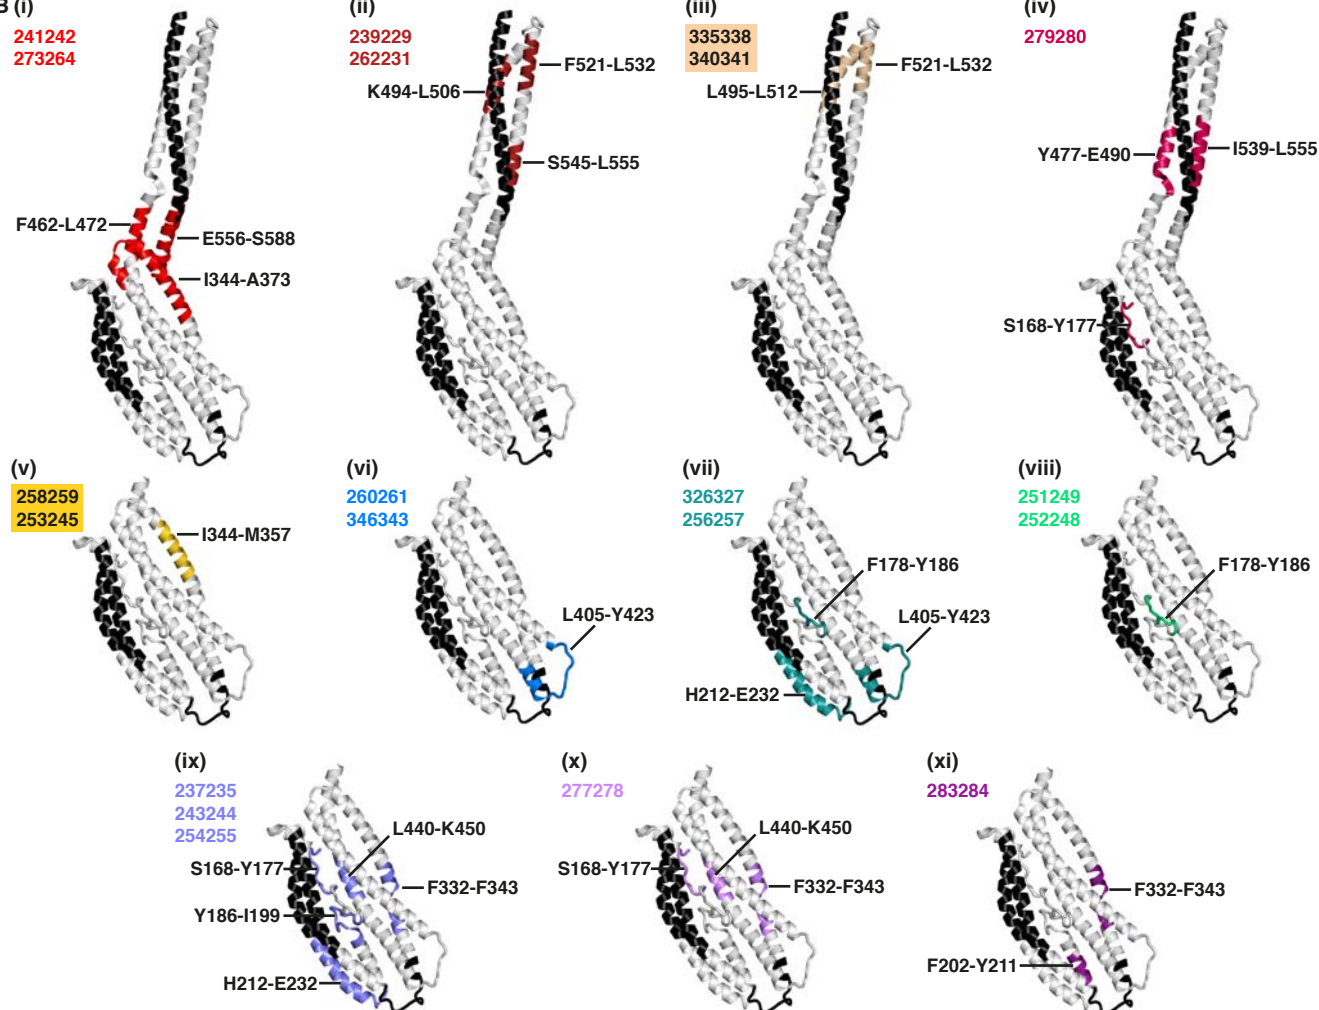 B (i)
241242
273264
F462-L472
E556-S588
I344-A373
(ii)
239229
262231
K494-L506
F521-L532
S545-L555
(iii)
335338
340341
L495-L512
F521-L532
(iv)
279280
Y477-E490
I539-L555
S168-Y177
(v)
258259
253245
I344-M357
(vi)
260261
346343
L405-Y423
(vii)
326327
256257
F178-Y186
L405-Y423
H212-E232
(viii)
251249
252248
F178-Y186
(ix)
237235
243244
254255
L440-K450
S168-Y177
F332-F343
Y186-I199
H212-E232
(x)
277278
L440-K450
S168-Y177
F332-F343
(xi)
283284
F332-F343
F202-Y211